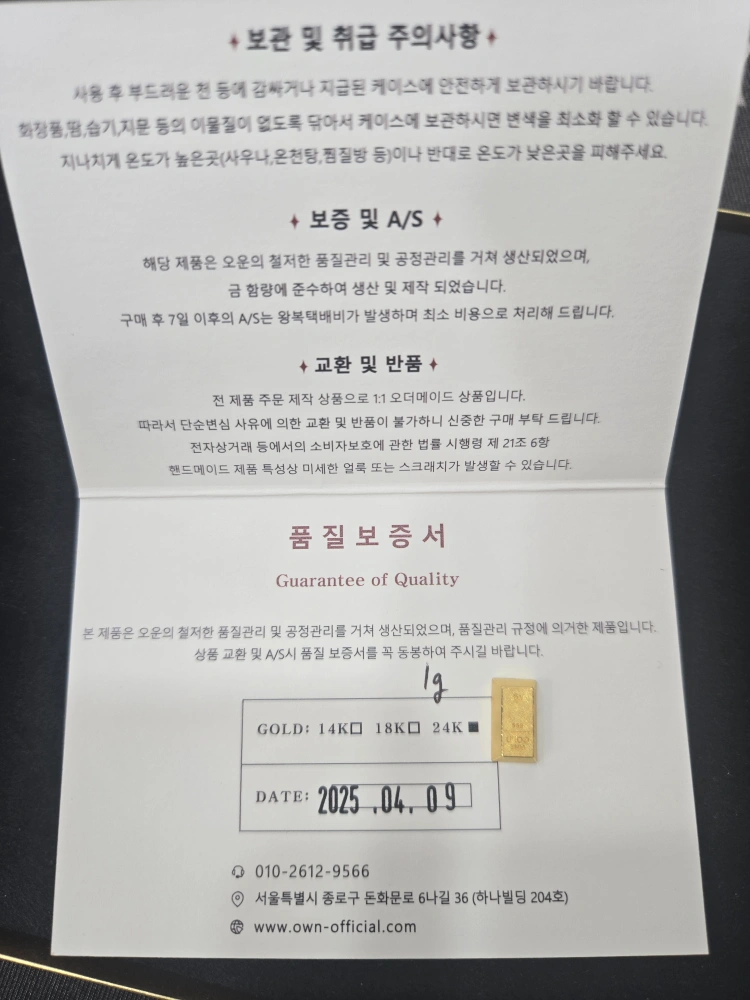 보관 및 취급 주의사항
사용 후 부드러운 천 등에 감싸거나 지급된 케이스에 안전하게 보관하시기 바랍니다.
화장품,땀,습기,지문 등의 이물질이 없도록 닦아서 케이스에 보관하시면 변색을 최소화 할 수 있습니다.
지나치게 온도가 높은곳(사우나,온천탕,찜질방 등)이나 반대로 온도가 낮은곳을 피해주세요.
보증 및 A/S
해당 제품은 오운의 철저한 품질관리 및 공정관리를 거쳐 생산되었으며,
금 함량에 준수하여 생산 및 제작 되었습니다.
구매 후 7일 이후의 A/S는 왕복택배비가 발생하며 최소 비용으로 처리해 드립니다.
교환 및 반품
전 제품 주문 제작 상품으로 1:1 오더메이드 상품입니다.
따라서 단순변심 사유에 의한 교환 및 반품이 불가하니 신중한 구매 부탁 드립니다.
전자상거래 등에서의 소비자보호에 관한 법률 시행령 제 21조 6항
핸드메이드 제품 특성상 미세한 얼룩 또는 스크래치가 발생할 수 있습니다.
품질보증서
Guarantee of Quality
본 제품은 오운의 철저한 품질관리 및 공정관리를 거쳐 생산되었으며, 품질관리 규정에 의거한 제품입니다.
상품 교환 및 A/S시 품질 보증서를 꼭 동봉하여 주시길 바랍니다.
1g
GOLD: 14K□ 18K□ 24K■
DATE: 2025.04.09
010-2612-9566
서울특별시 종로구 돈화문로 6나길 36 (하나빌딩 204호)
www.own-official.com